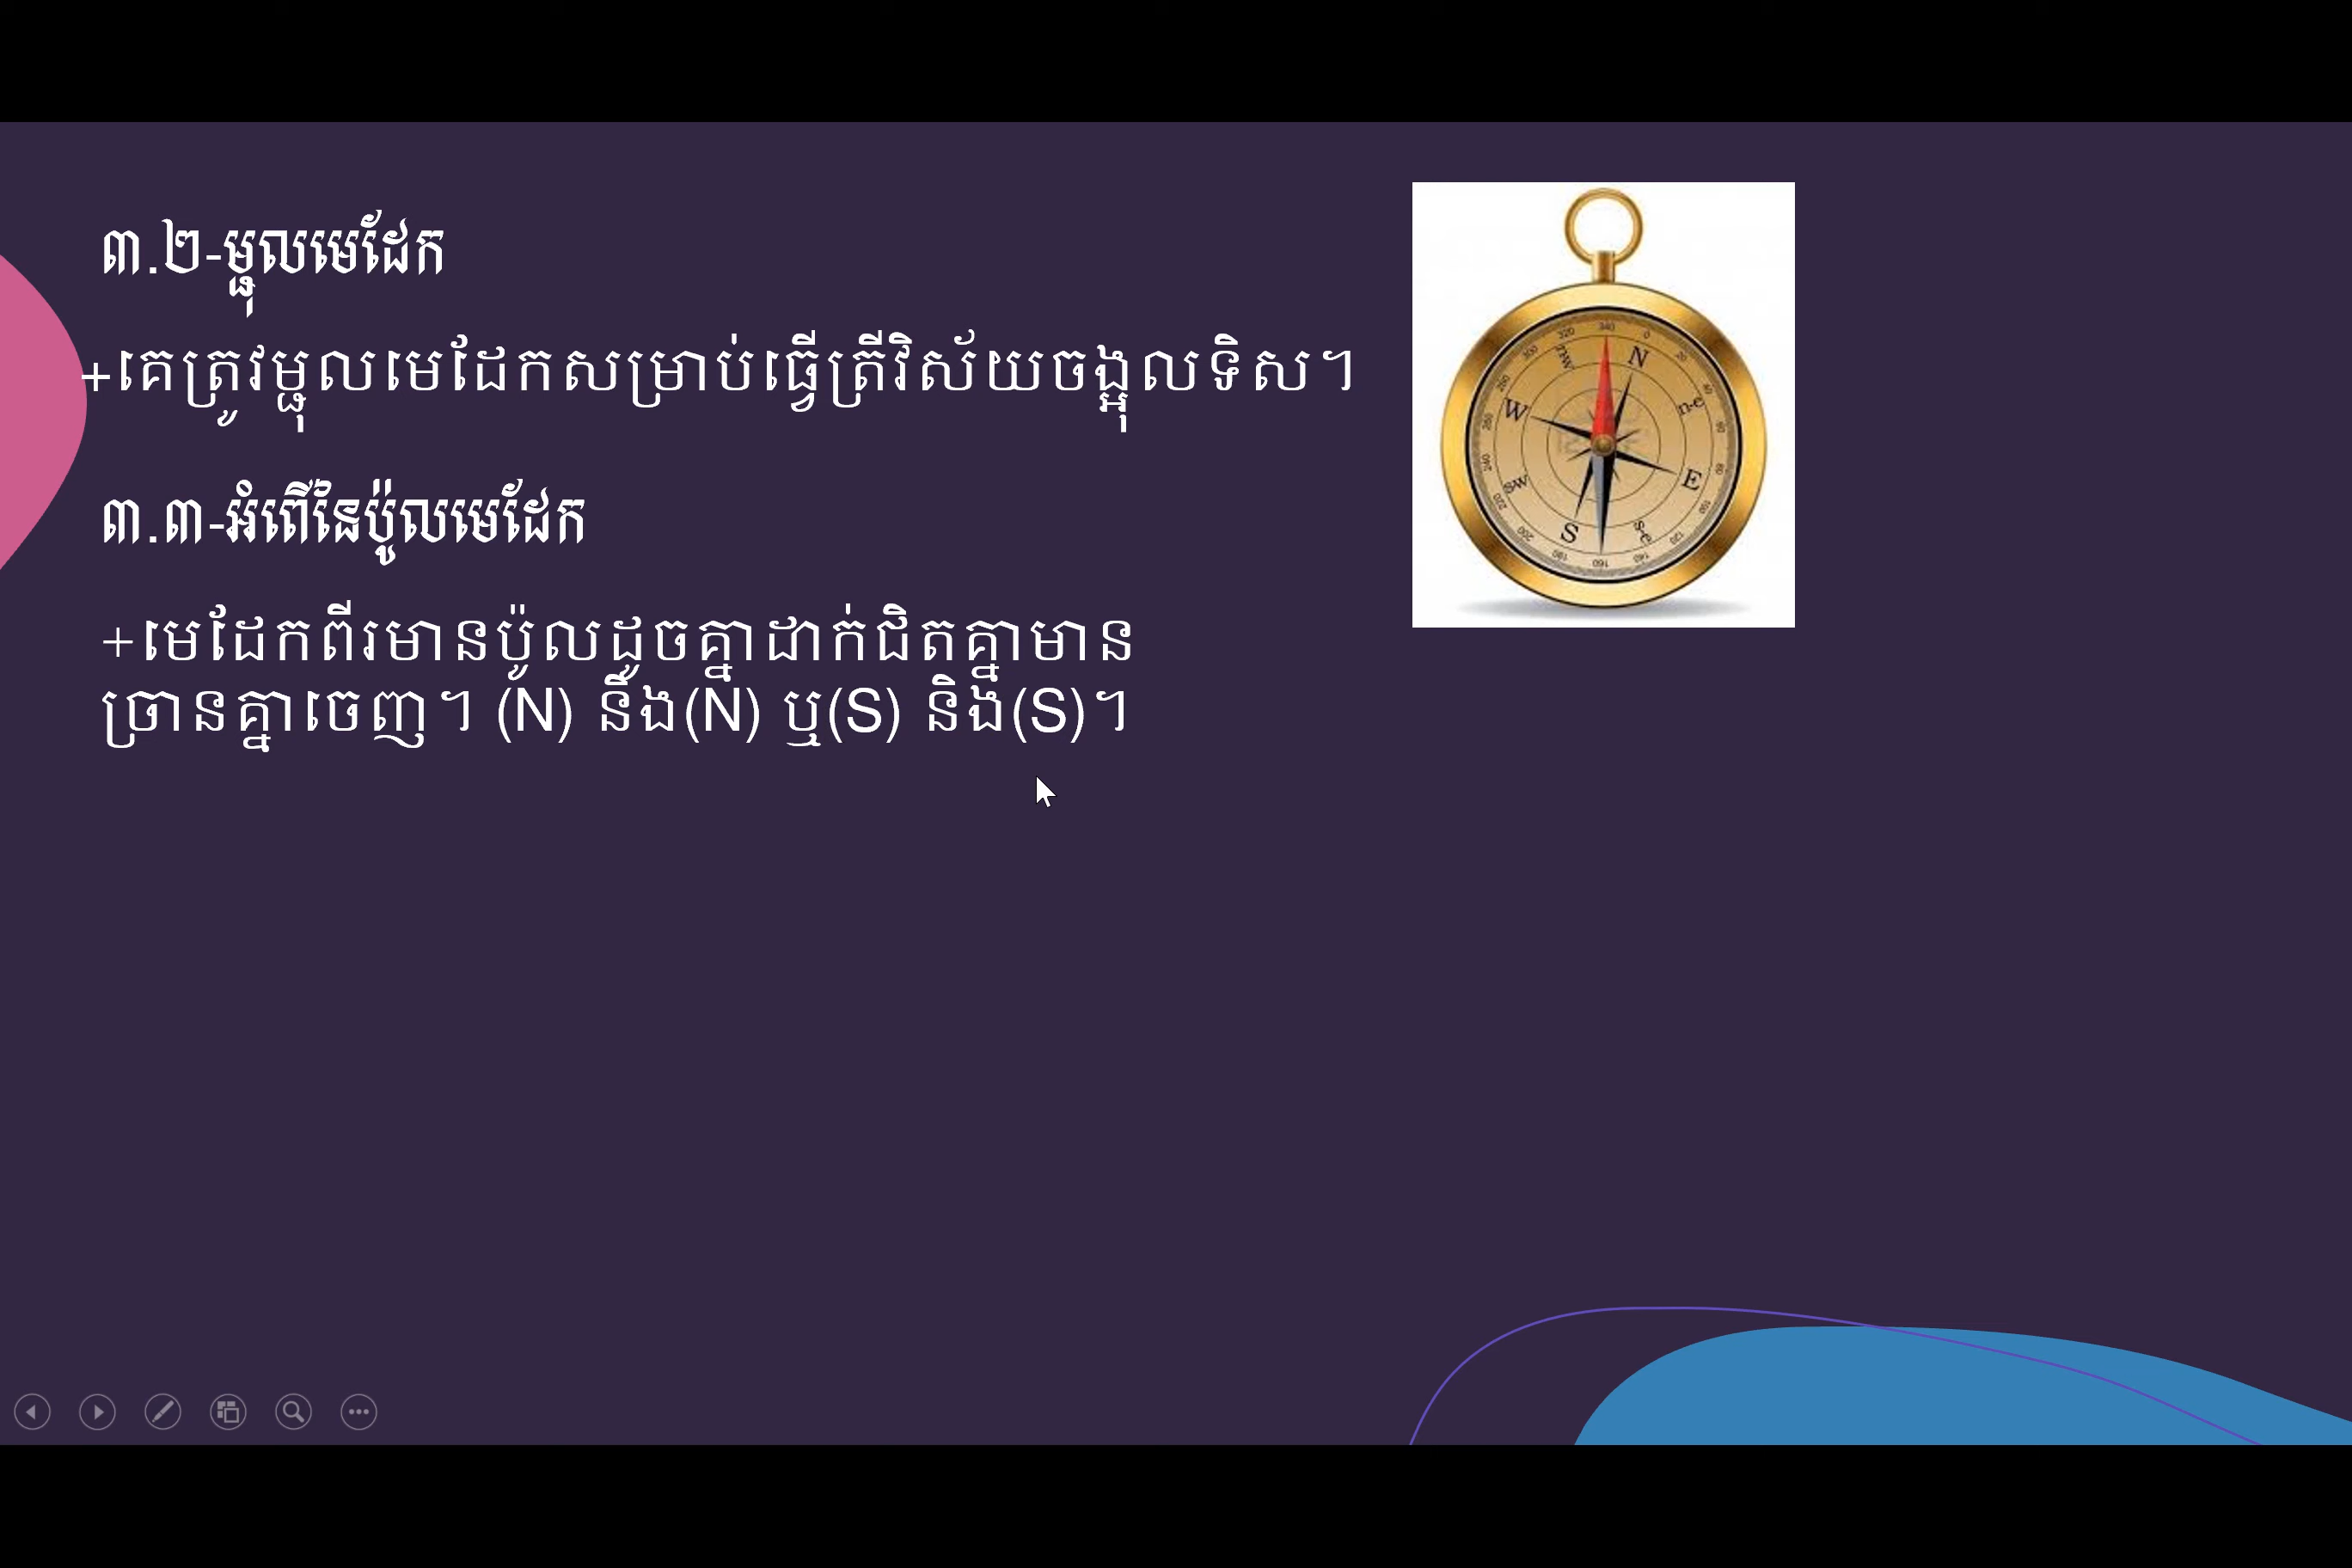 ៣.២-ម្ជុលមេដែក
+គេត្រូវម្ជុលមេដែកសម្រាប់ធ្វើត្រីវិស័យចង្អុលទិស។
៣.៣-អំពើនៃប៉ូលមេដែក
+មេដែកពីរមានប៉ូលដូចគ្នាដាក់ជិតគ្នាមាន
ច្រានគ្នាចេញ។ (N) និង(N) ឬ(S) និង(S)។
N
n-e
E
s-e
S
sw
W